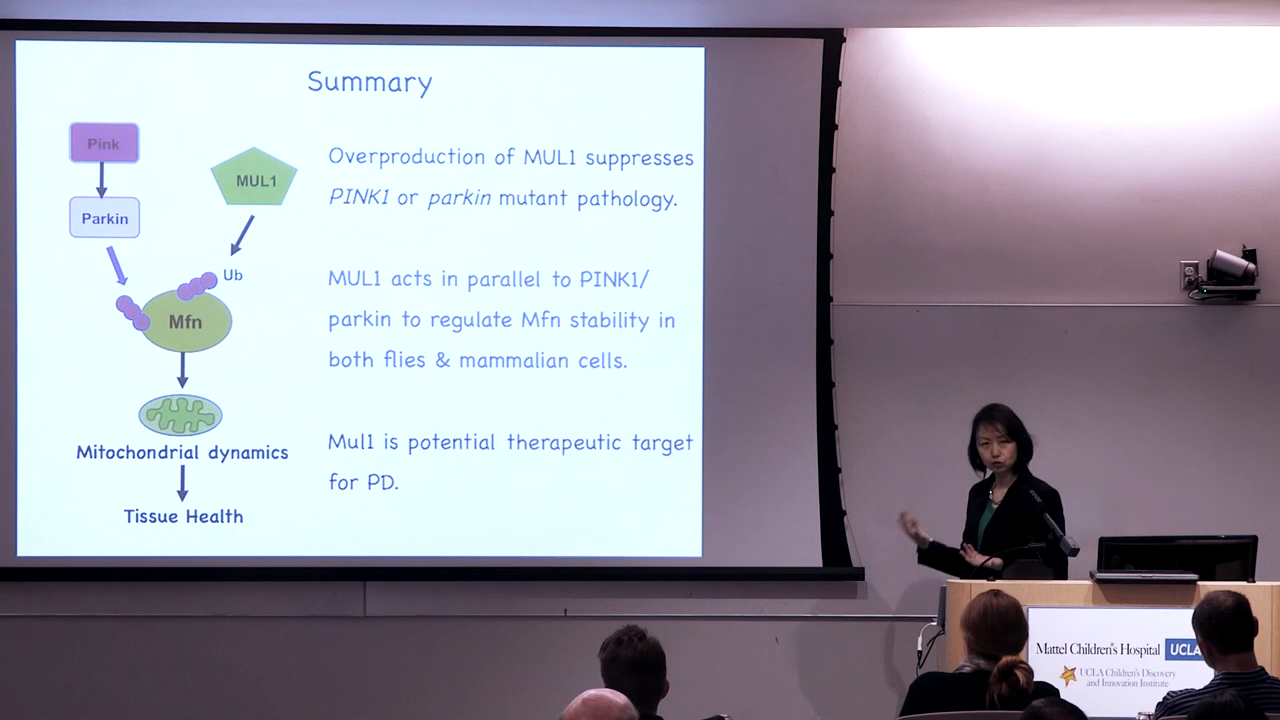 Summary
Pink
MUL1
Parkin
Ub
Mfn
Mitochondrial dynamics
Tissue Health
Overproduction of MUL1 suppresses
PINK1 or parkin mutant pathology.
MUL1 acts in parallel to PINK1/
parkin to regulate Mfn stability in
both flies & mammalian cells.
Mul1 is potential therapeutic target
for PD.
Mattel Children's Hospital UCLA
UCLA Children's Discovery
and Innovation Institute